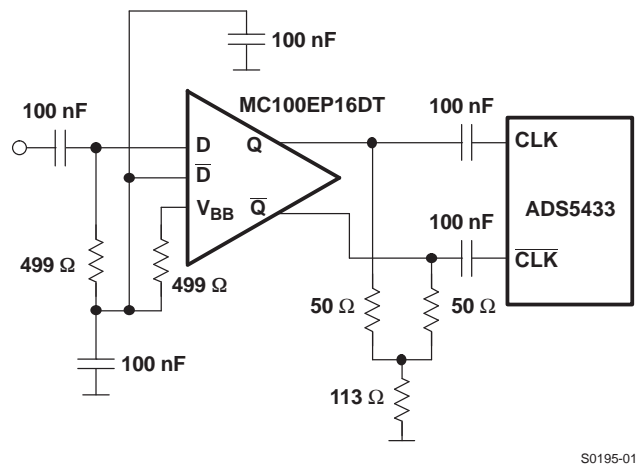 100 nF
MC100EP16DT
100 nF
100 nF
D
Q
CLK
D̅
ADS5433
V_BB
Q̅
100 nF
C̅L̅K̅
499 Ω
499 Ω
50 Ω
50 Ω
100 nF
113 Ω
S0195-01